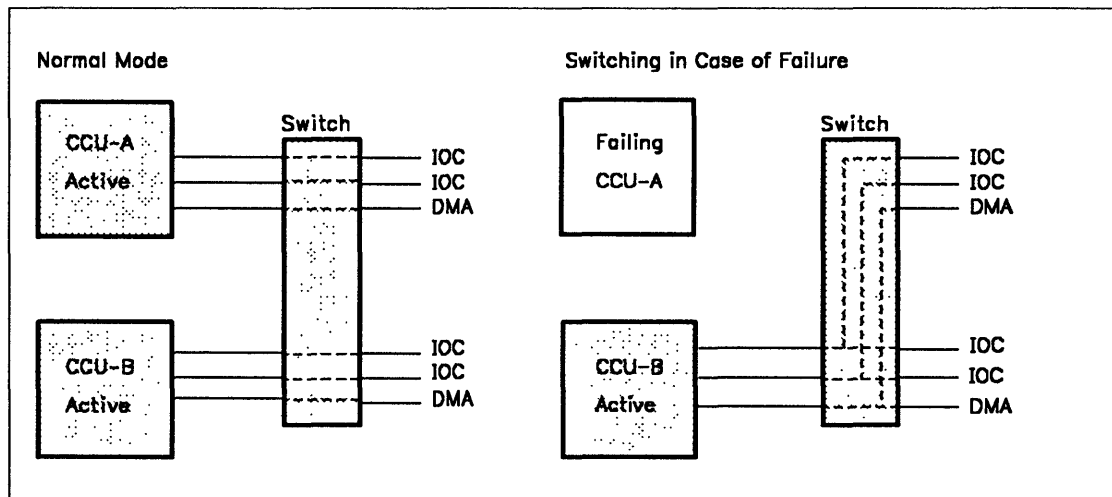 Normal Mode
CCU-A
Active
Switch
IOC
IOC
DMA
CCU-B
Active
IOC
IOC
DMA
Switching in Case of Failure
Failing
CCU-A
Switch
IOC
IOC
DMA
CCU-B
Active
IOC
IOC
DMA